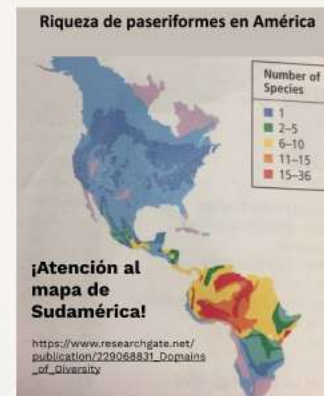 Riqueza de paseriformes en América
Number of
Species
1
2–5
6–10
11–15
15–36
¡Atención al
mapa de
Sudamérica!
https://www.researchgate.net/
publication/229068831_Domains
_of_Diversity